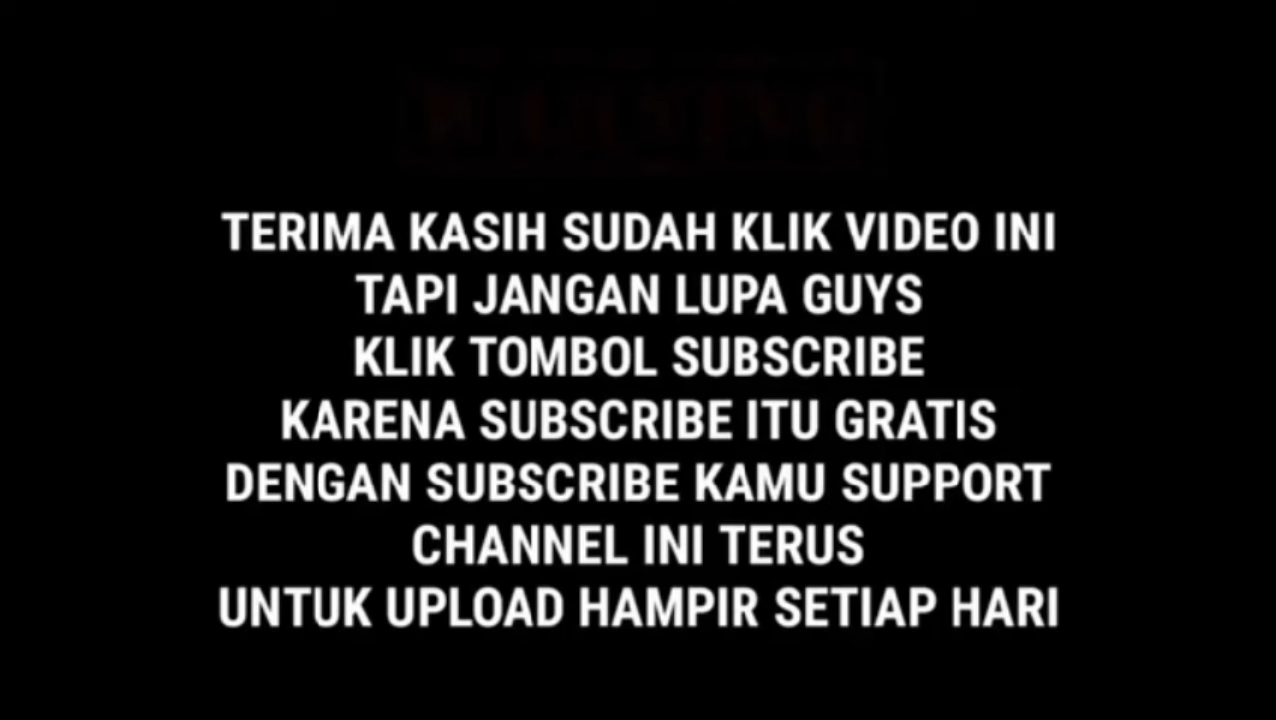 TERIMA KASIH SUDAH KLIK VIDEO INI
TAPI JANGAN LUPA GUYS
KLIK TOMBOL SUBSCRIBE
KARENA SUBSCRIBE ITU GRATIS
DENGAN SUBSCRIBE KAMU SUPPORT
CHANNEL INI TERUS
UNTUK UPLOAD HAMPIR SETIAP HARI